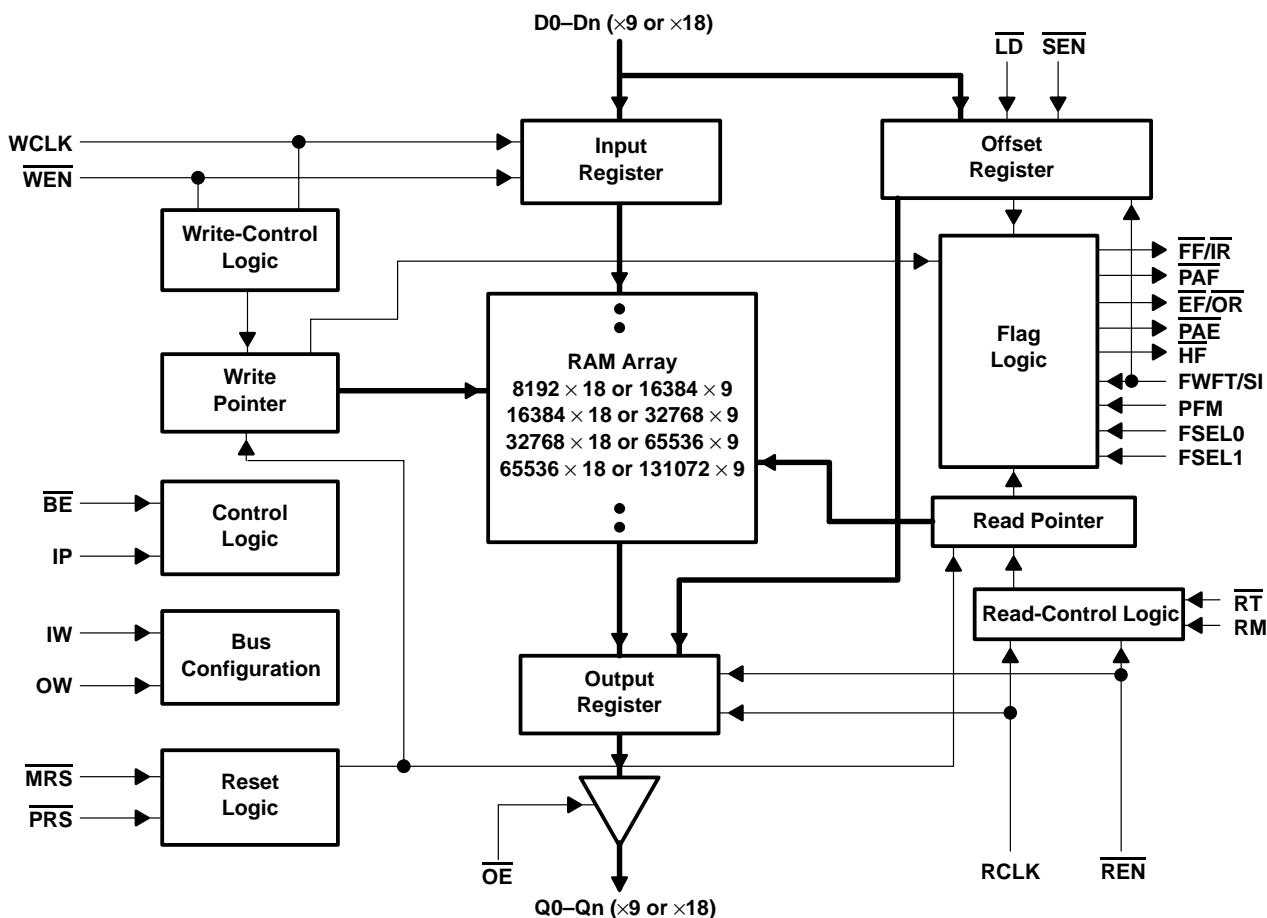 D0–Dn (×9 or ×18)
LD SEN
WCLK
WEN
Input
Register
Offset
Register
Write-Control
Logic
FF/IR
PAF
EF/OR
PAE
HF
FWFT/SI
PFM
FSEL0
FSEL1
Flag
Logic
RAM Array
8192 × 18 or 16384 × 9
16384 × 18 or 32768 × 9
32768 × 18 or 65536 × 9
65536 × 18 or 131072 × 9
Write
Pointer
BE
IP
Control
Logic
Read Pointer
Read-Control Logic
RT
RM
IW
OW
Bus
Configuration
Output
Register
MRS
PRS
Reset
Logic
OE
RCLK
REN
Q0–Qn (×9 or ×18)